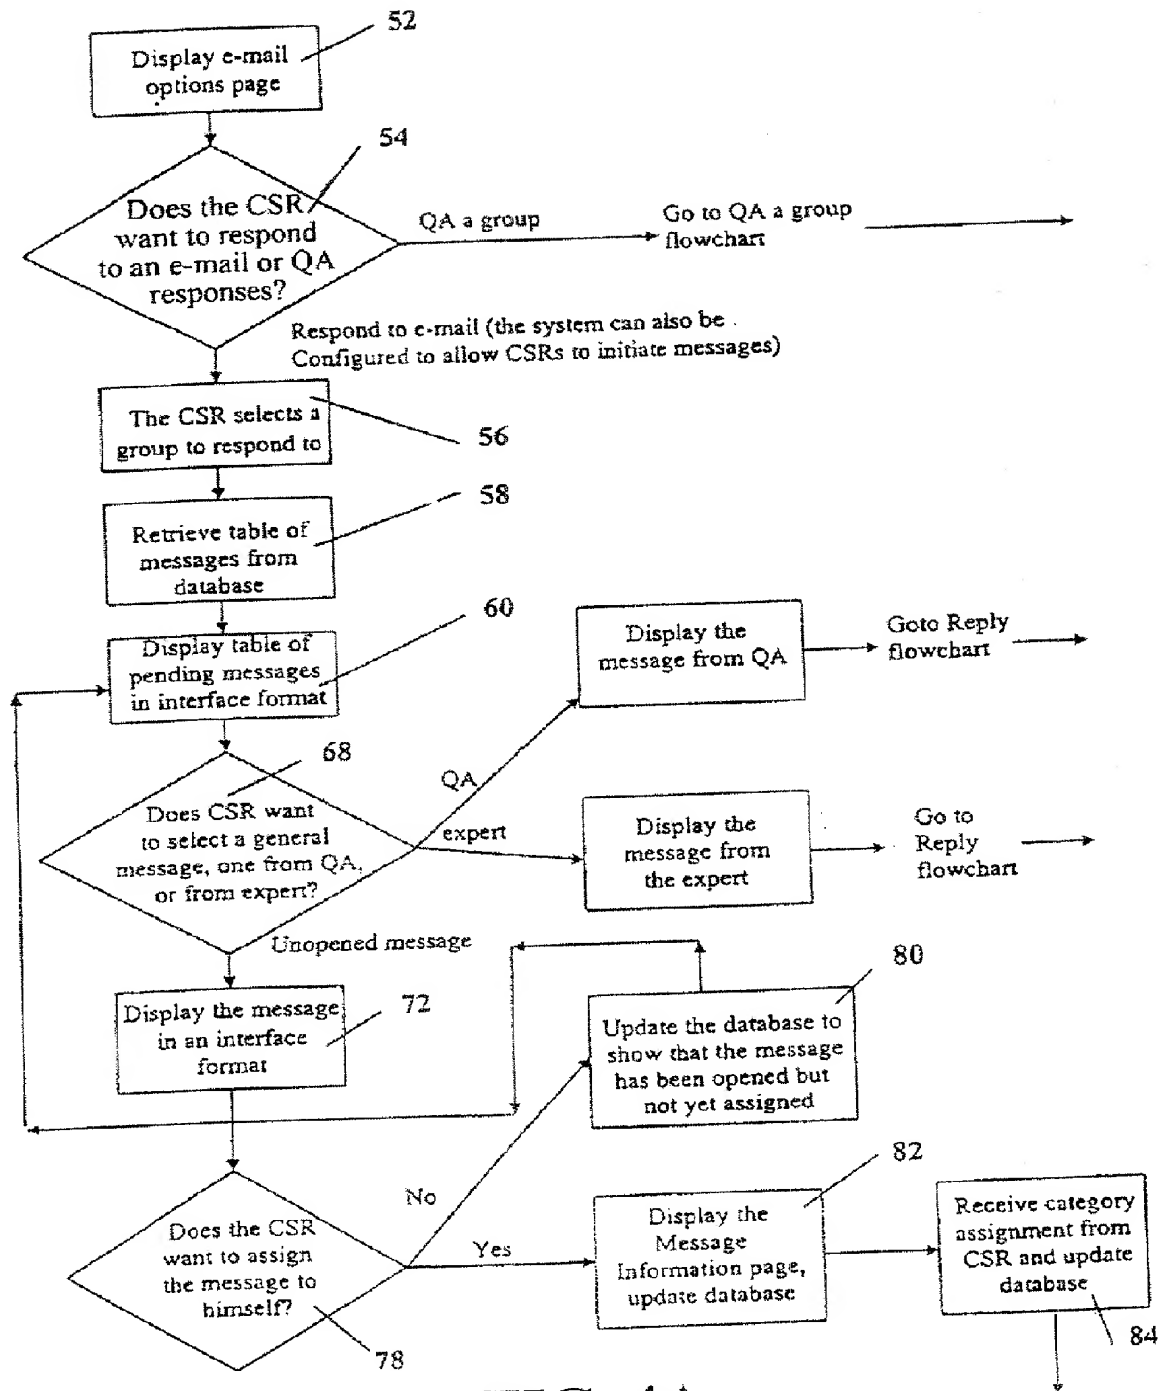 52
Display e-mail
options page
54
Does the CSR
want to respond
to an e-mail or QA
responses?
QA a group
Go to QA a group
flowchart
Respond to e-mail (the system can also be
Configured to allow CSRs to initiate messages)
The CSR selects a
group to respond to
56
58
Retrieve table of
messages from
database
60
Display table of
pending messages
in interface format
Display the
message from QA
Goto Reply
flowchart
68
Does CSR want
to select a general
message, one from QA,
or from expert?
QA
expert
Display the
message from
the expert
Go to
Reply
flowchart
Unopened message
Display the message
in an interface
format
72
80
Update the database to
show that the message
has been opened but
not yet assigned
No
Yes
Does the CSR
want to assign
the message to
himself?
78
82
Display the
Message
Information page,
update database
Receive category
assignment from
CSR and update
database
84